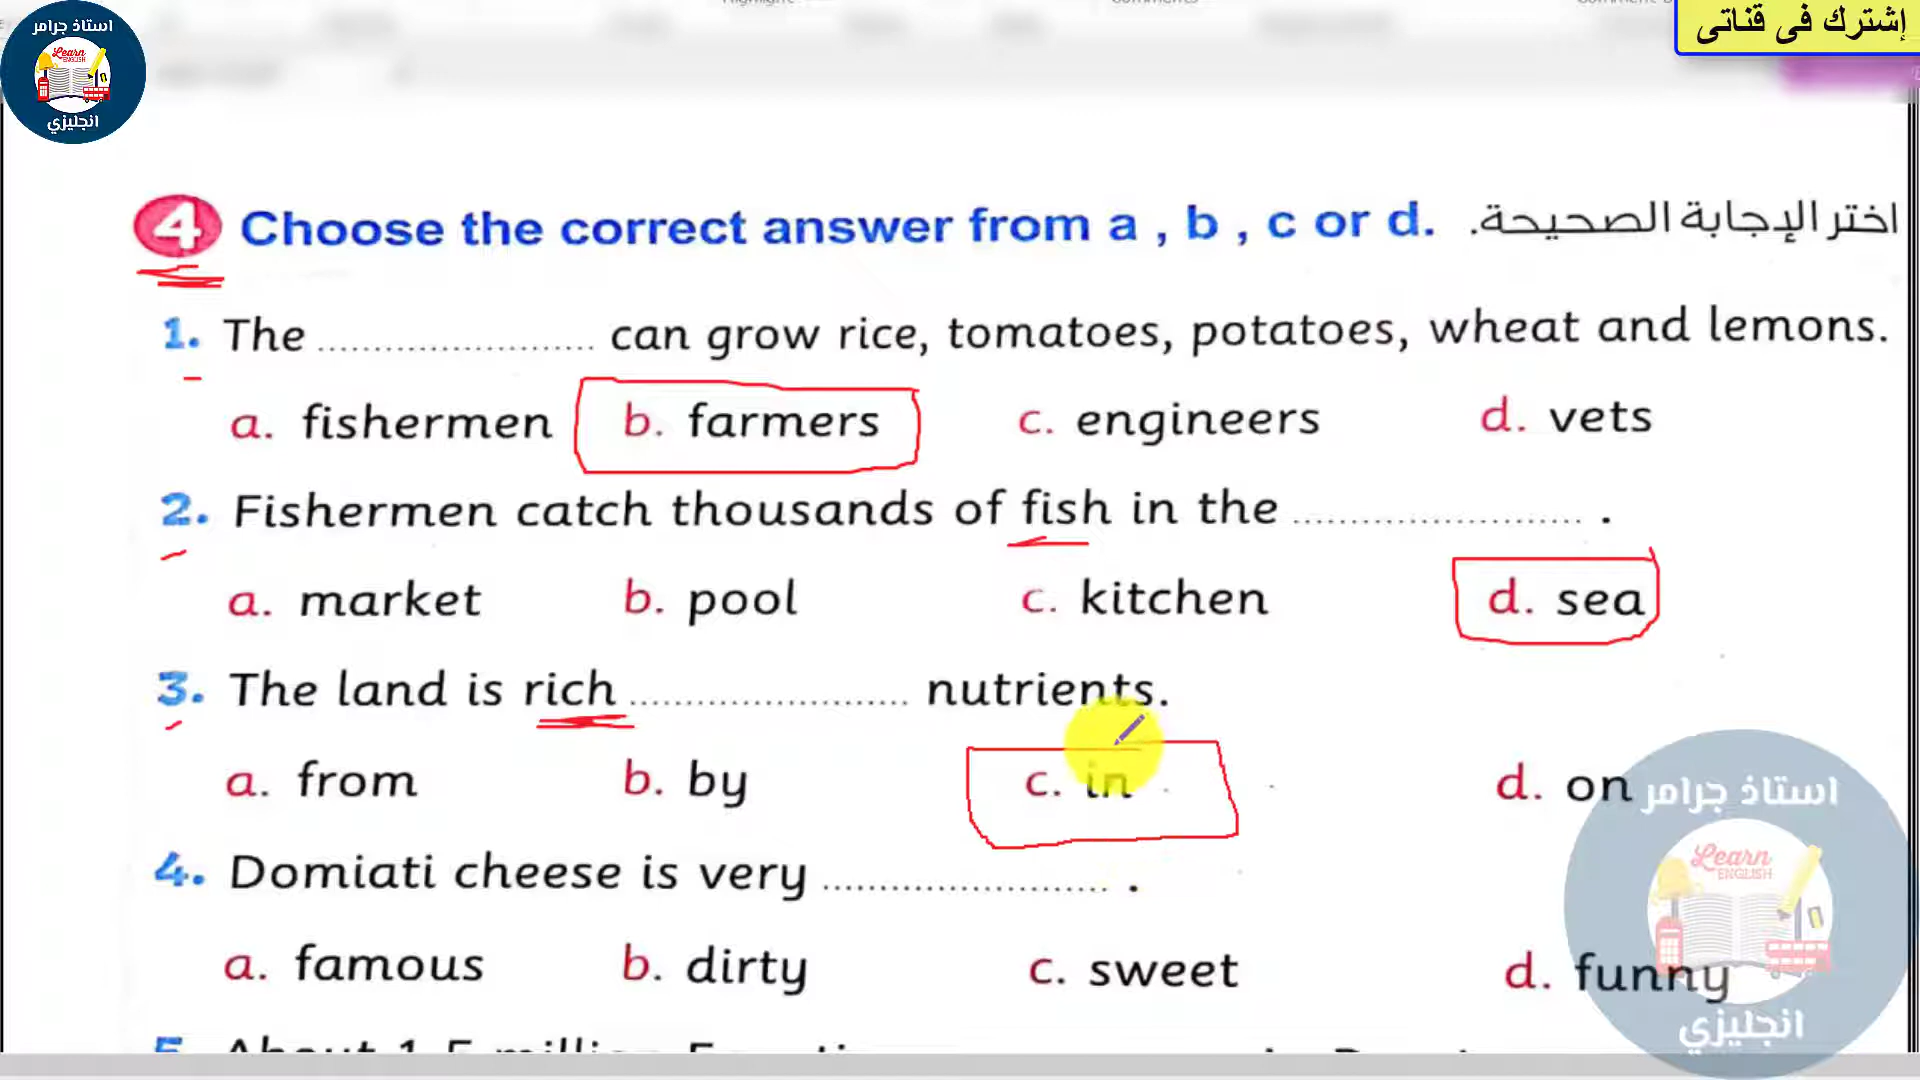 استاذ جرامر
Learn
ENGLISH
انجليزي
إشترك فى قناتى
4 Choose the correct answer from a , b , c or d. اختر الإجابة الصحيحة.
1. The ........................ can grow rice, tomatoes, potatoes, wheat and lemons.
a. fishermen b. farmers c. engineers d. vets
2. Fishermen catch thousands of fish in the ........................ .
a. market b. pool c. kitchen d. sea
3. The land is rich ........................ nutrients.
a. from b. by c. in d. on
4. Domiati cheese is very ........................ .
a. famous b. dirty c. sweet d. funny
استاذ جرامر
Learn
ENGLISH
انجليزي